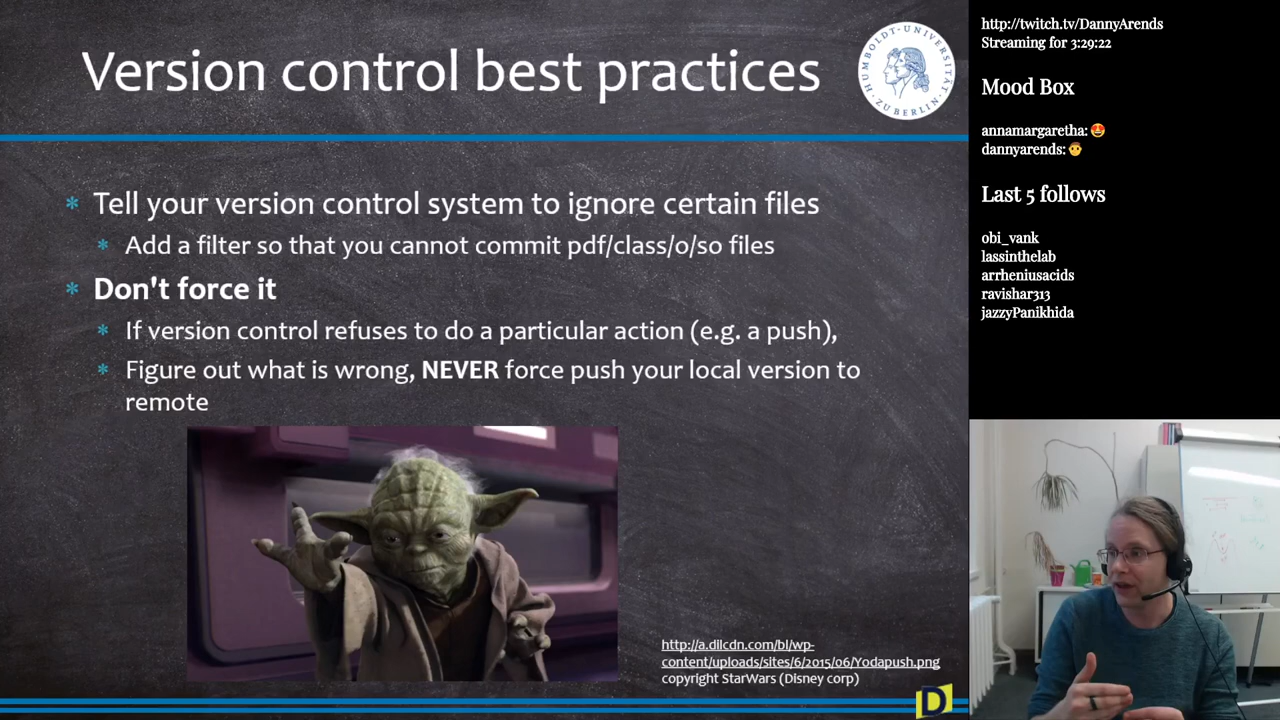 Version control best practices
HUMBOLDT-UNIVERSITÄT
ZU BERLIN
* Tell your version control system to ignore certain files
* Add a filter so that you cannot commit pdf/class/o/so files
* Don't force it
* If version control refuses to do a particular action (e.g. a push),
* Figure out what is wrong, NEVER force push your local version to
remote
http://a.dilcdn.com/bl/wp-
content/uploads/sites/6/2015/06/Yodapush.png
copyright StarWars (Disney corp)
D
http://twitch.tv/DannyArends
Streaming for 3:29:22
Mood Box
annamargaretha: 😍
dannyarends: 👨
Last 5 follows
obi_vank
lassinthelab
arrheniusacids
ravishar313
jazzyPanikhida